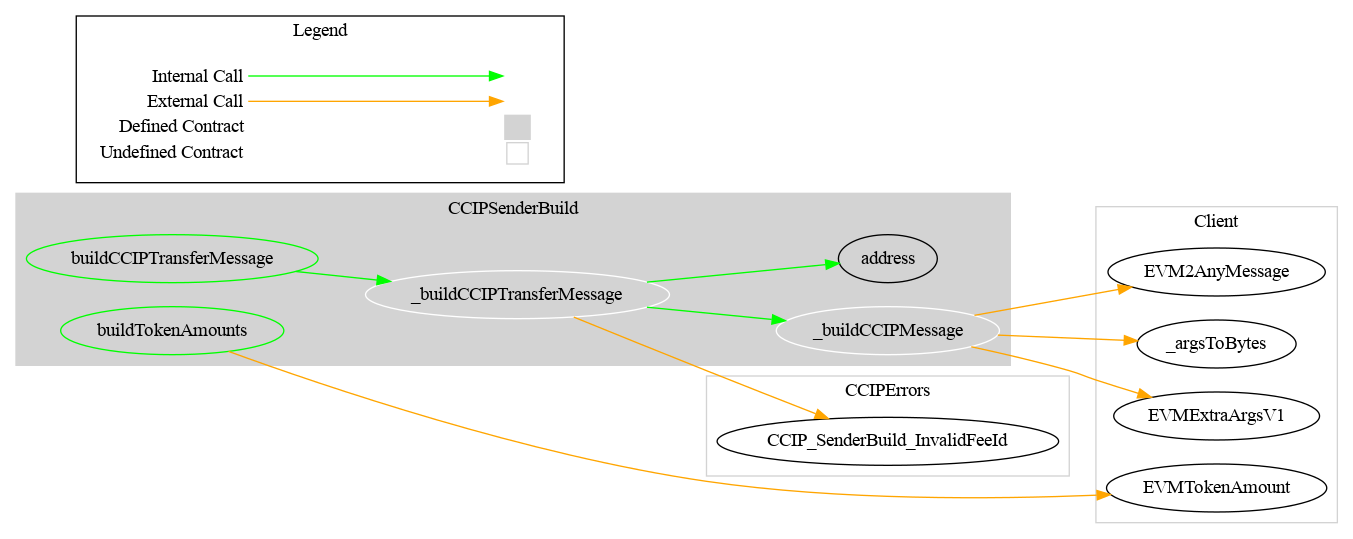 Legend
Internal Call
External Call
Defined Contract
Undefined Contract
CCIPSenderBuild
buildCCIPTransferMessage
_buildCCIPTransferMessage
address
buildTokenAmounts
_buildCCIPMessage
CCIPErrors
CCIP_SenderBuild_InvalidFeeId
Client
EVM2AnyMessage
_argsToBytes
EVMExtraArgsV1
EVMTokenAmount